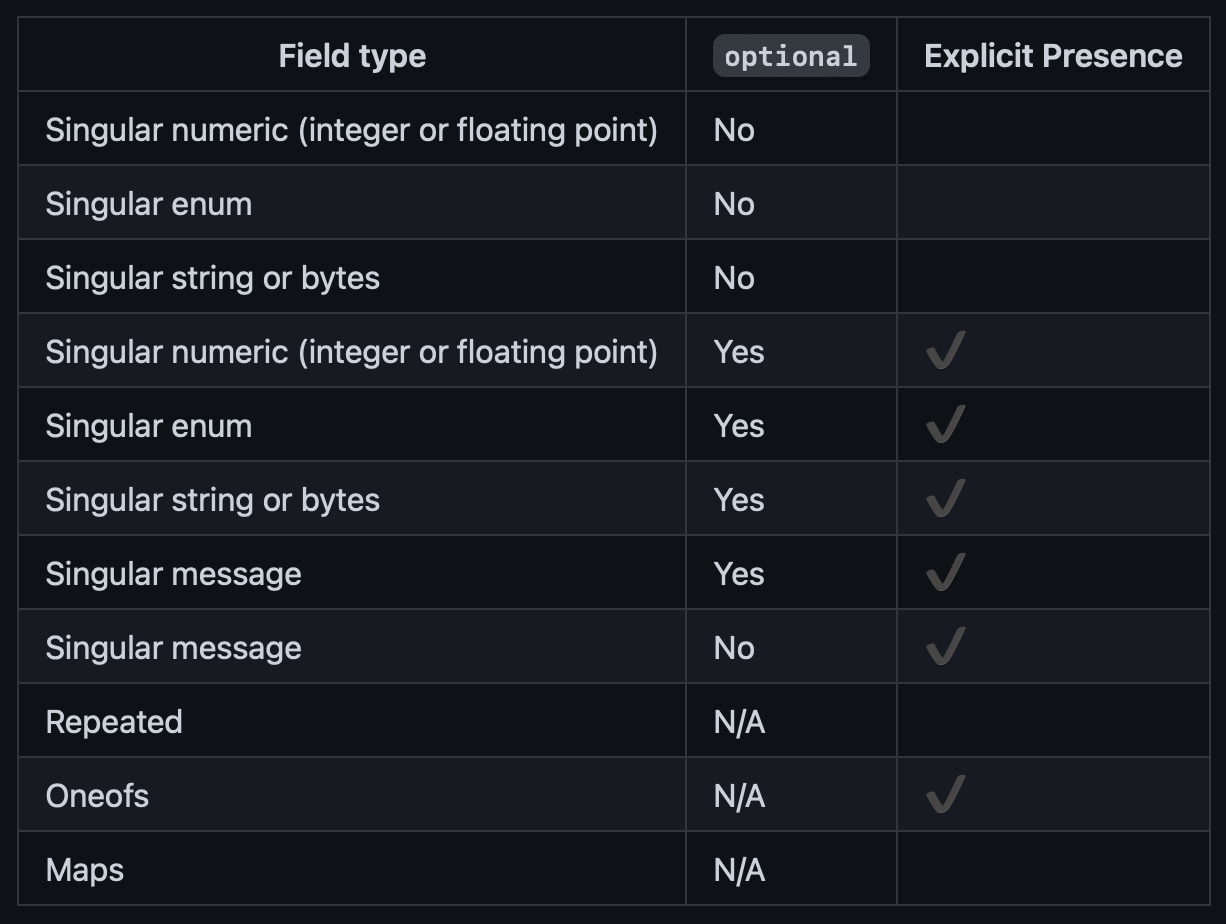 Field type optional Explicit Presence
Singular numeric (integer or floating point) No
Singular enum No
Singular string or bytes No
Singular numeric (integer or floating point) Yes ✔
Singular enum Yes ✔
Singular string or bytes Yes ✔
Singular message Yes ✔
Singular message No ✔
Repeated N/A
Oneofs N/A ✔
Maps N/A